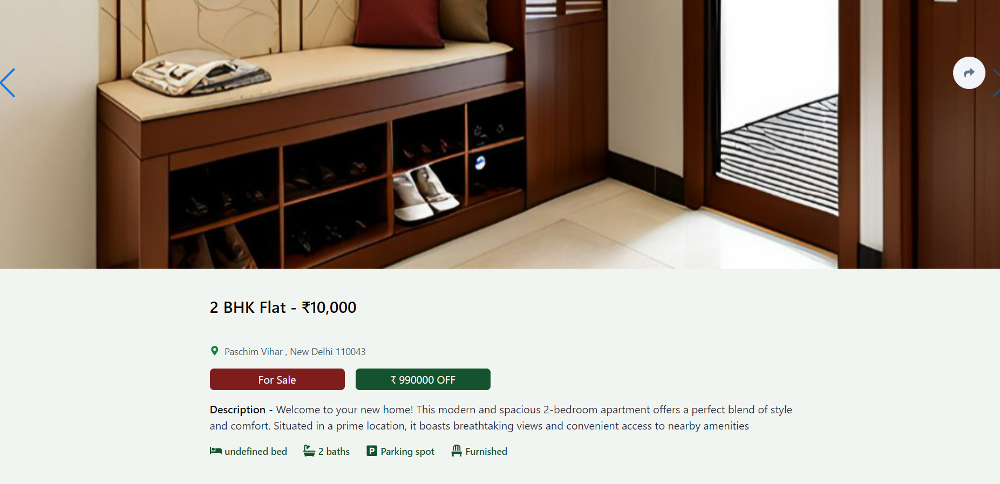 2 BHK Flat - ₹10,000
Paschim Vihar , New Delhi 110043
For Sale
₹ 990000 OFF
Description - Welcome to your new home! This modern and spacious 2-bedroom apartment offers a perfect blend of style
and comfort. Situated in a prime location, it boasts breathtaking views and convenient access to nearby amenities
undefined bed
2 baths
P Parking spot
Furnished